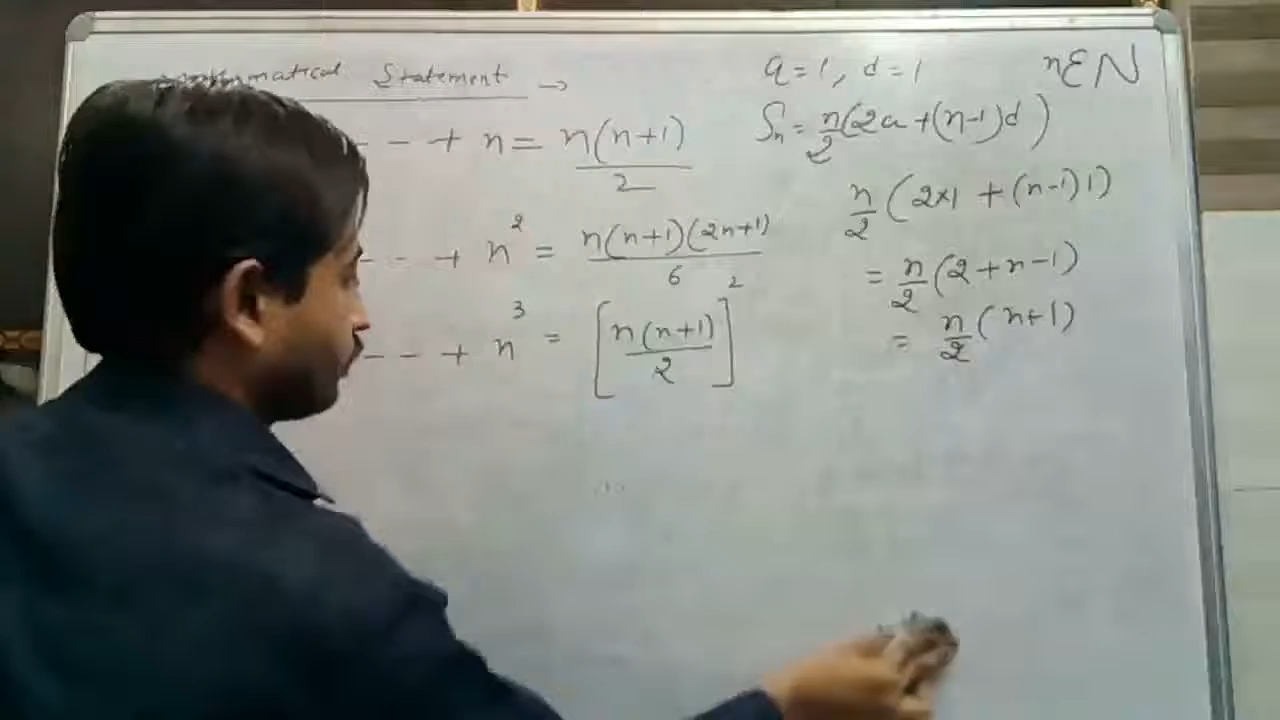 Statement →
- - + n = n(n+1)/2
- - + n² = n(n+1)(2n+1)/6
- - + n³ = [n(n+1)/2]²
a = 1, d = 1
n∈N
Sₙ = n/2(2a+(n-1)d)
n/2(2×1 + (n-1)1)
= n/2(2+n-1)
= n/2(n+1)